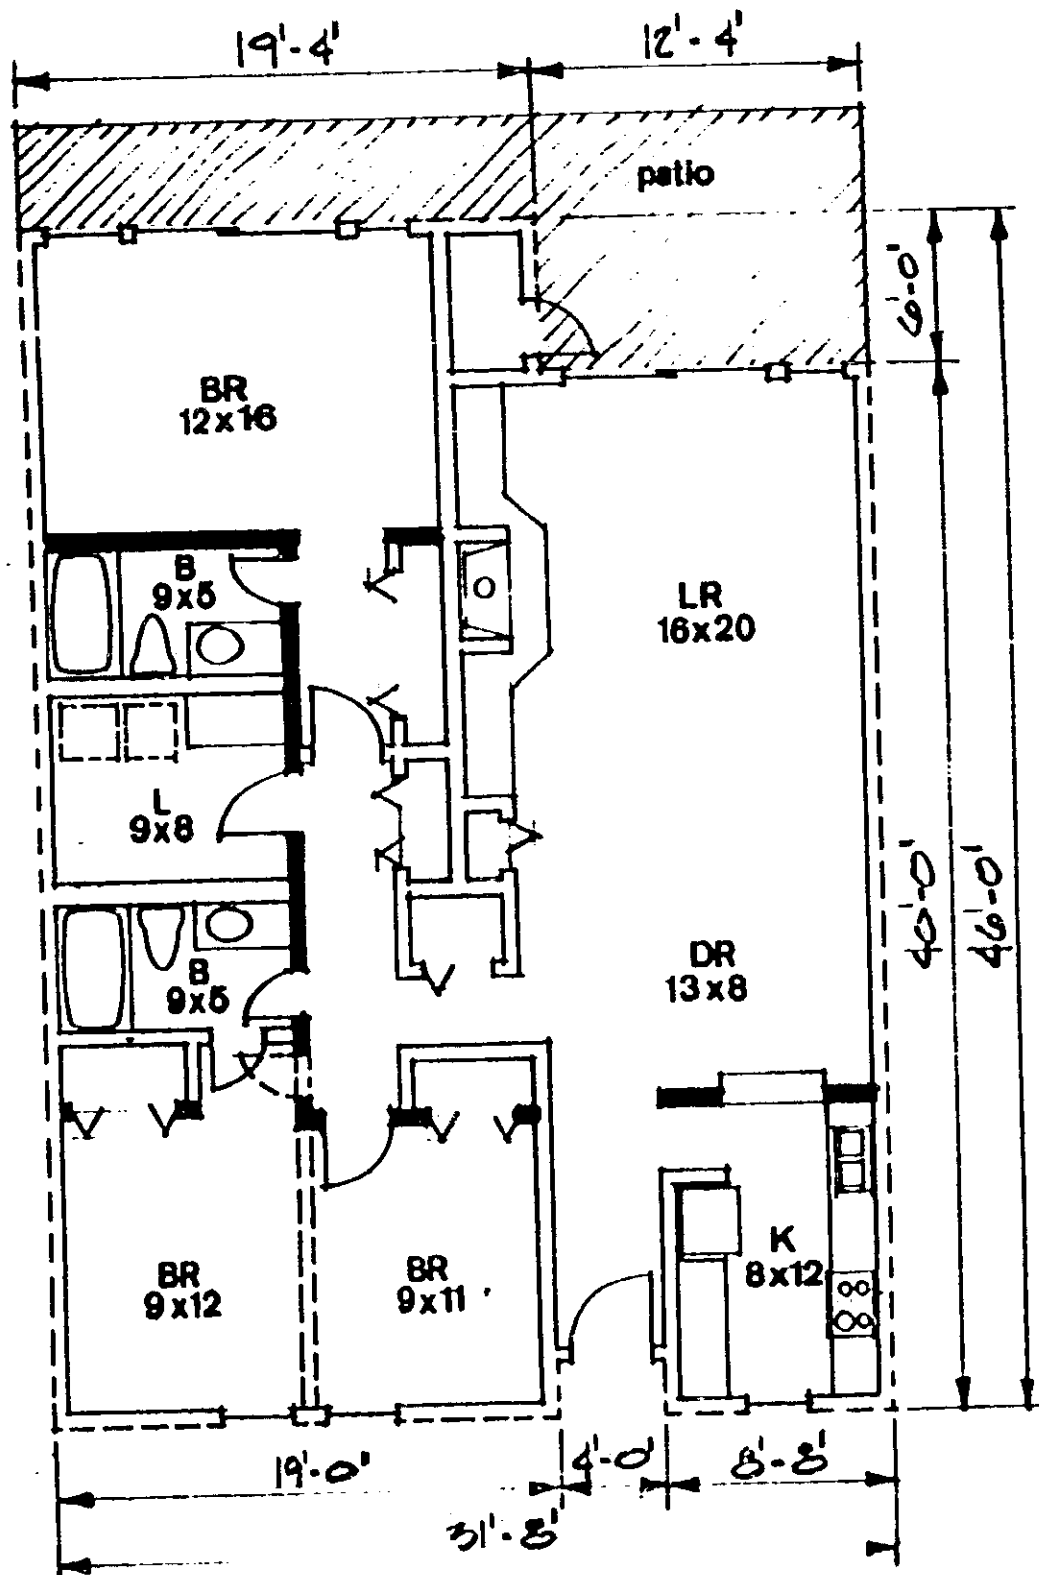 19'-4'
12'-4'
patio
6'-0'
BR
12x16
B
9x5
LR
16x20
L
9x8
40'-0'
46'-0'
B
9x5
DR
13x8
BR
9x12
BR
9x11
K
8x12
19'-0'
4'-0'
8'-8'
31'-8'